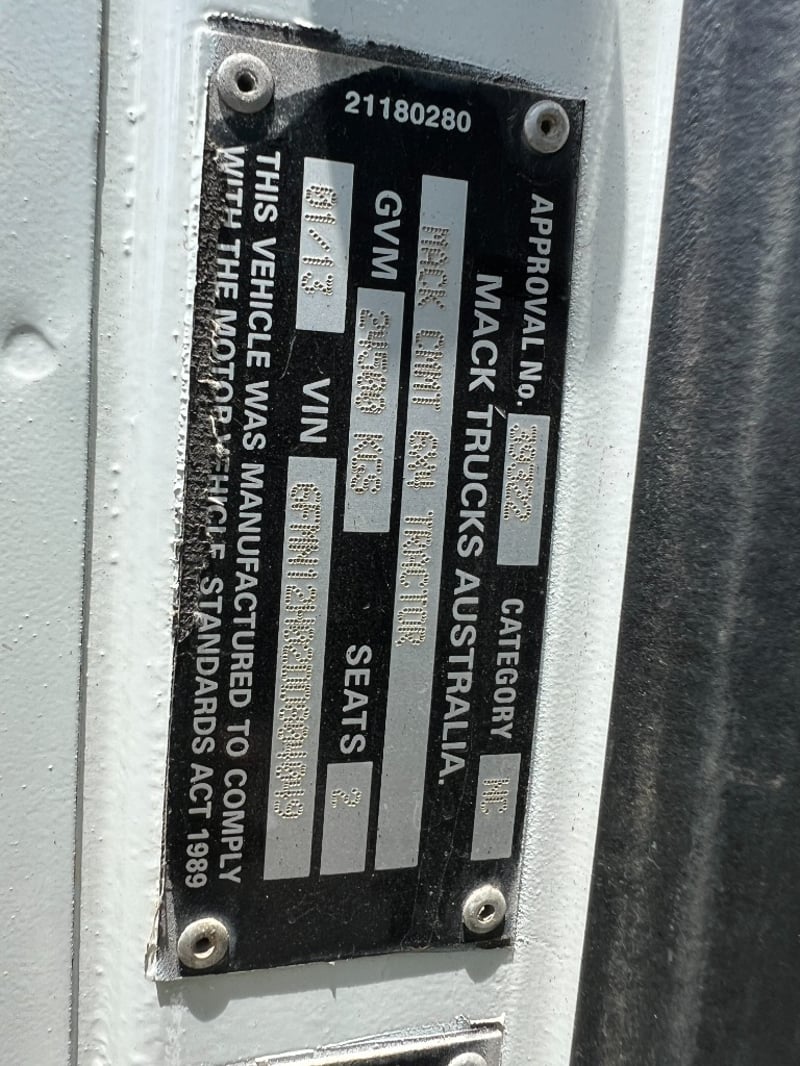 21180280
APPROVAL No. CATEGORY NC
MACK TRUCKS AUSTRALIA.
MACK CMMT 6X4 TRACTOR
GVM 24500 KGS SEATS 2
01/13 VIN
THIS VEHICLE WAS MANUFACTURED TO COMPLY
WITH THE MOTOR VEHICLE STANDARDS ACT 1989